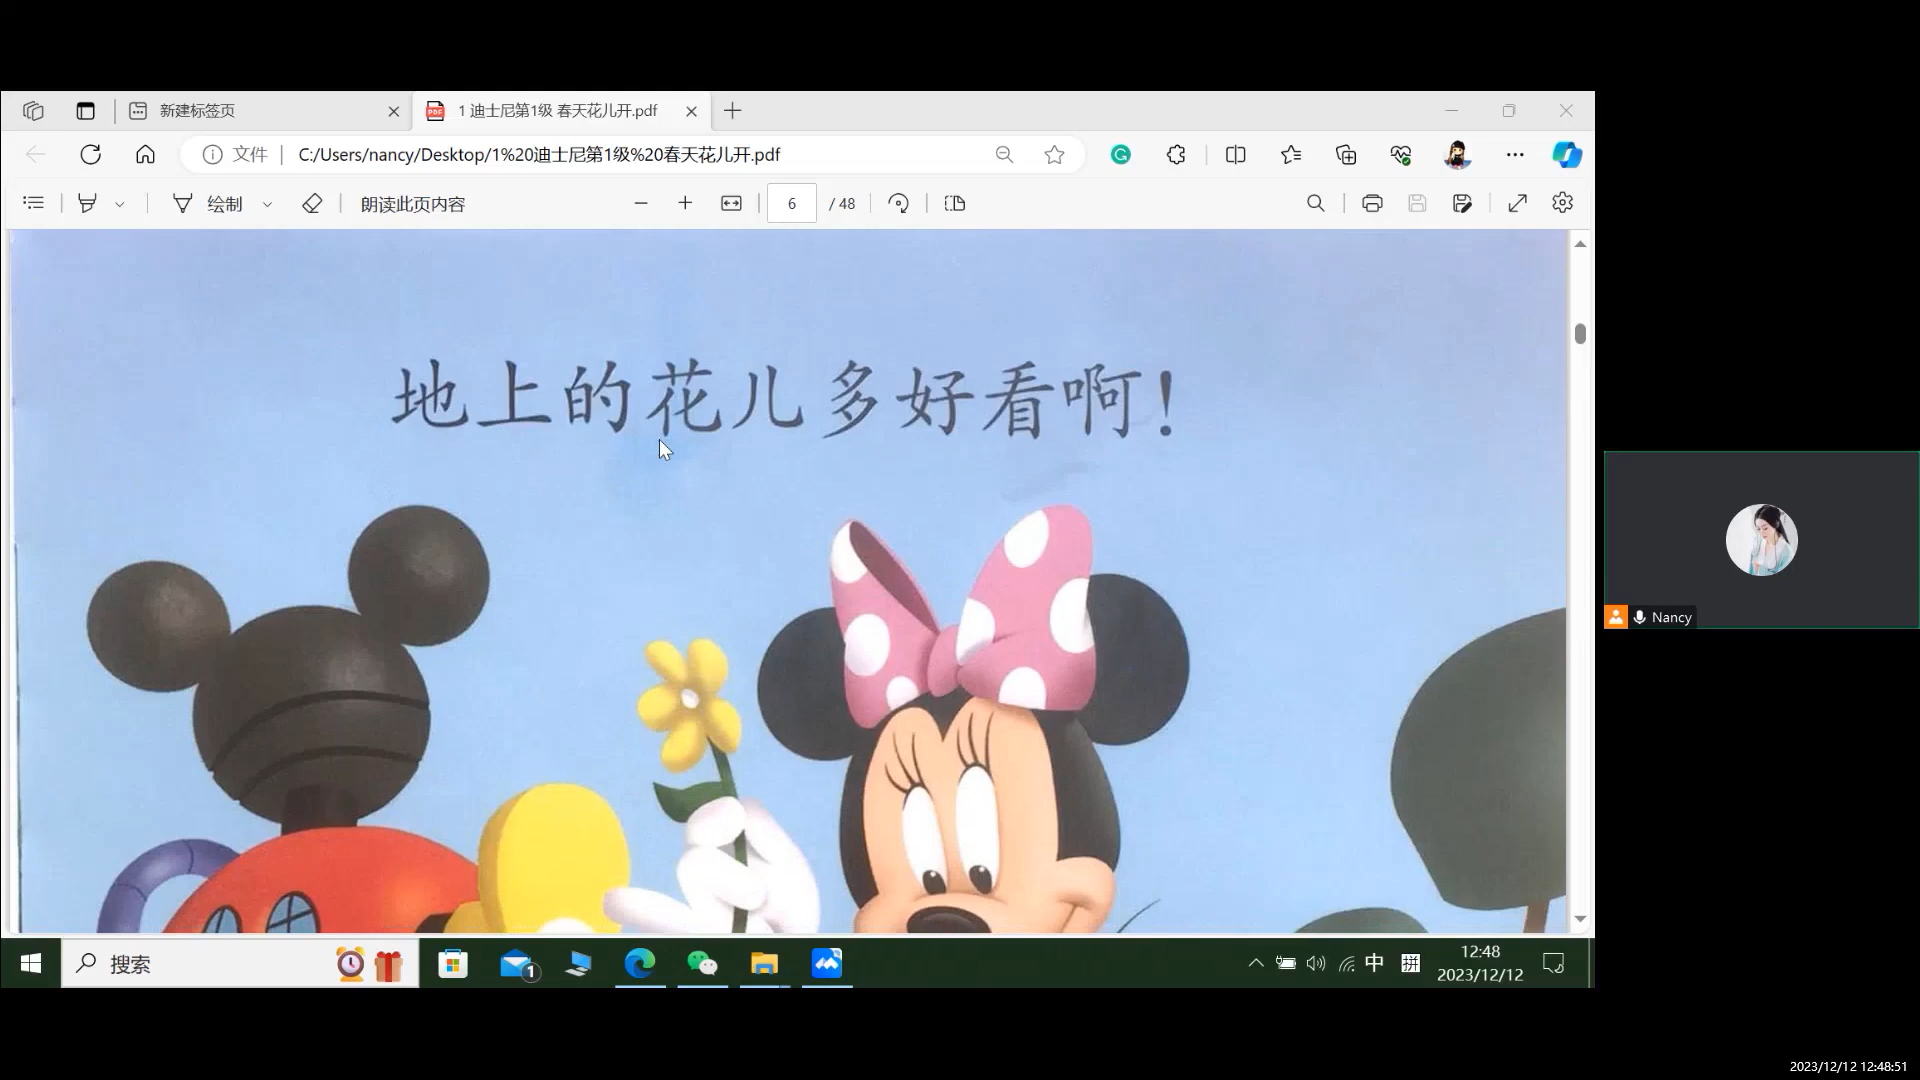 新建标签页
1 迪士尼第1级 春天花儿开.pdf
文件
C:/Users/nancy/Desktop/1%20迪士尼第1级%20春天花儿开.pdf
绘制
朗读此页内容
6 / 48
地上的花儿多好看啊！
Nancy
搜索
1
中
拼
12:48
2023/12/12
2023/12/12 12:48:51